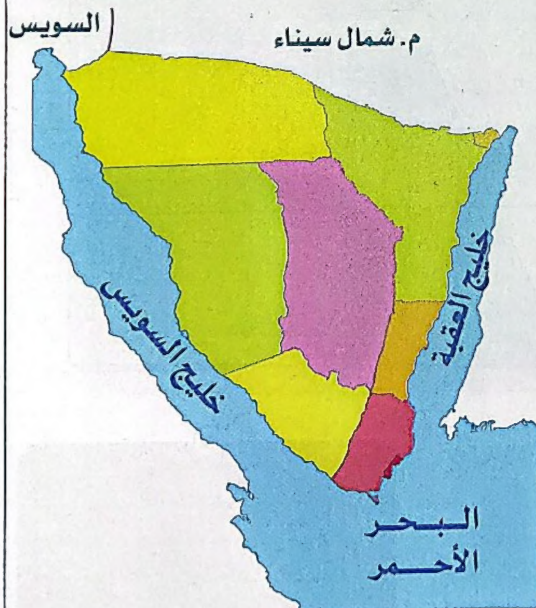 السويس
م. شمال سيناء
خليج العقبة
خليج السويس
البحر
الأحمر